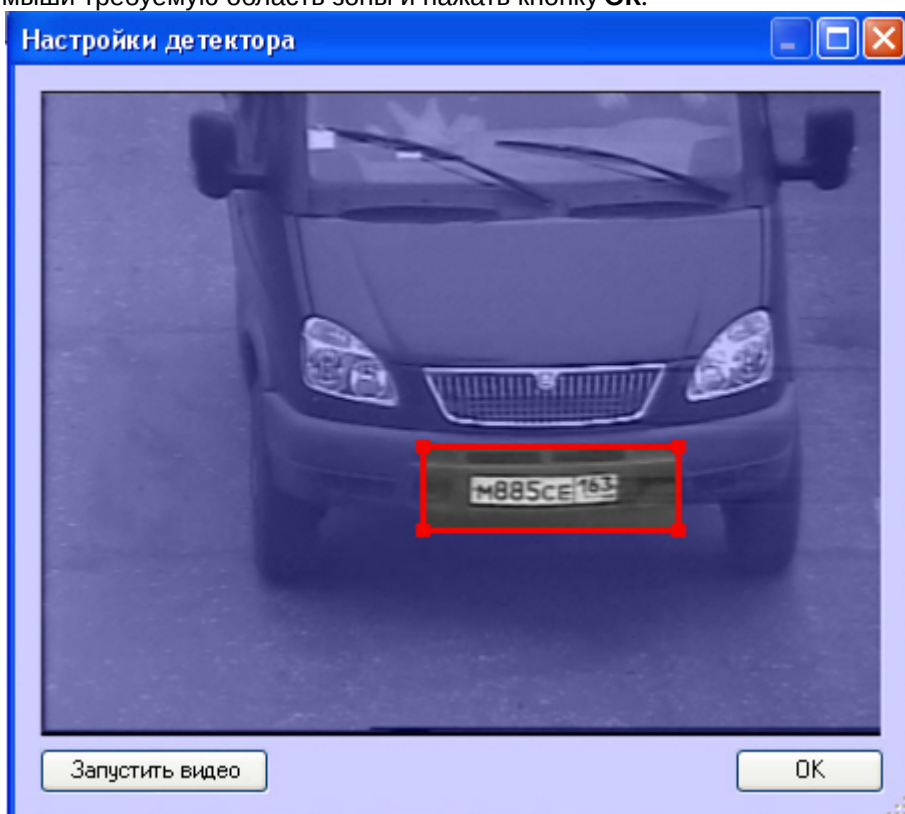 мыши требуемую область зоны и нажать кнопку ОК.
Настройки детектора
М885СЕ 163
Запустить видео
ОК